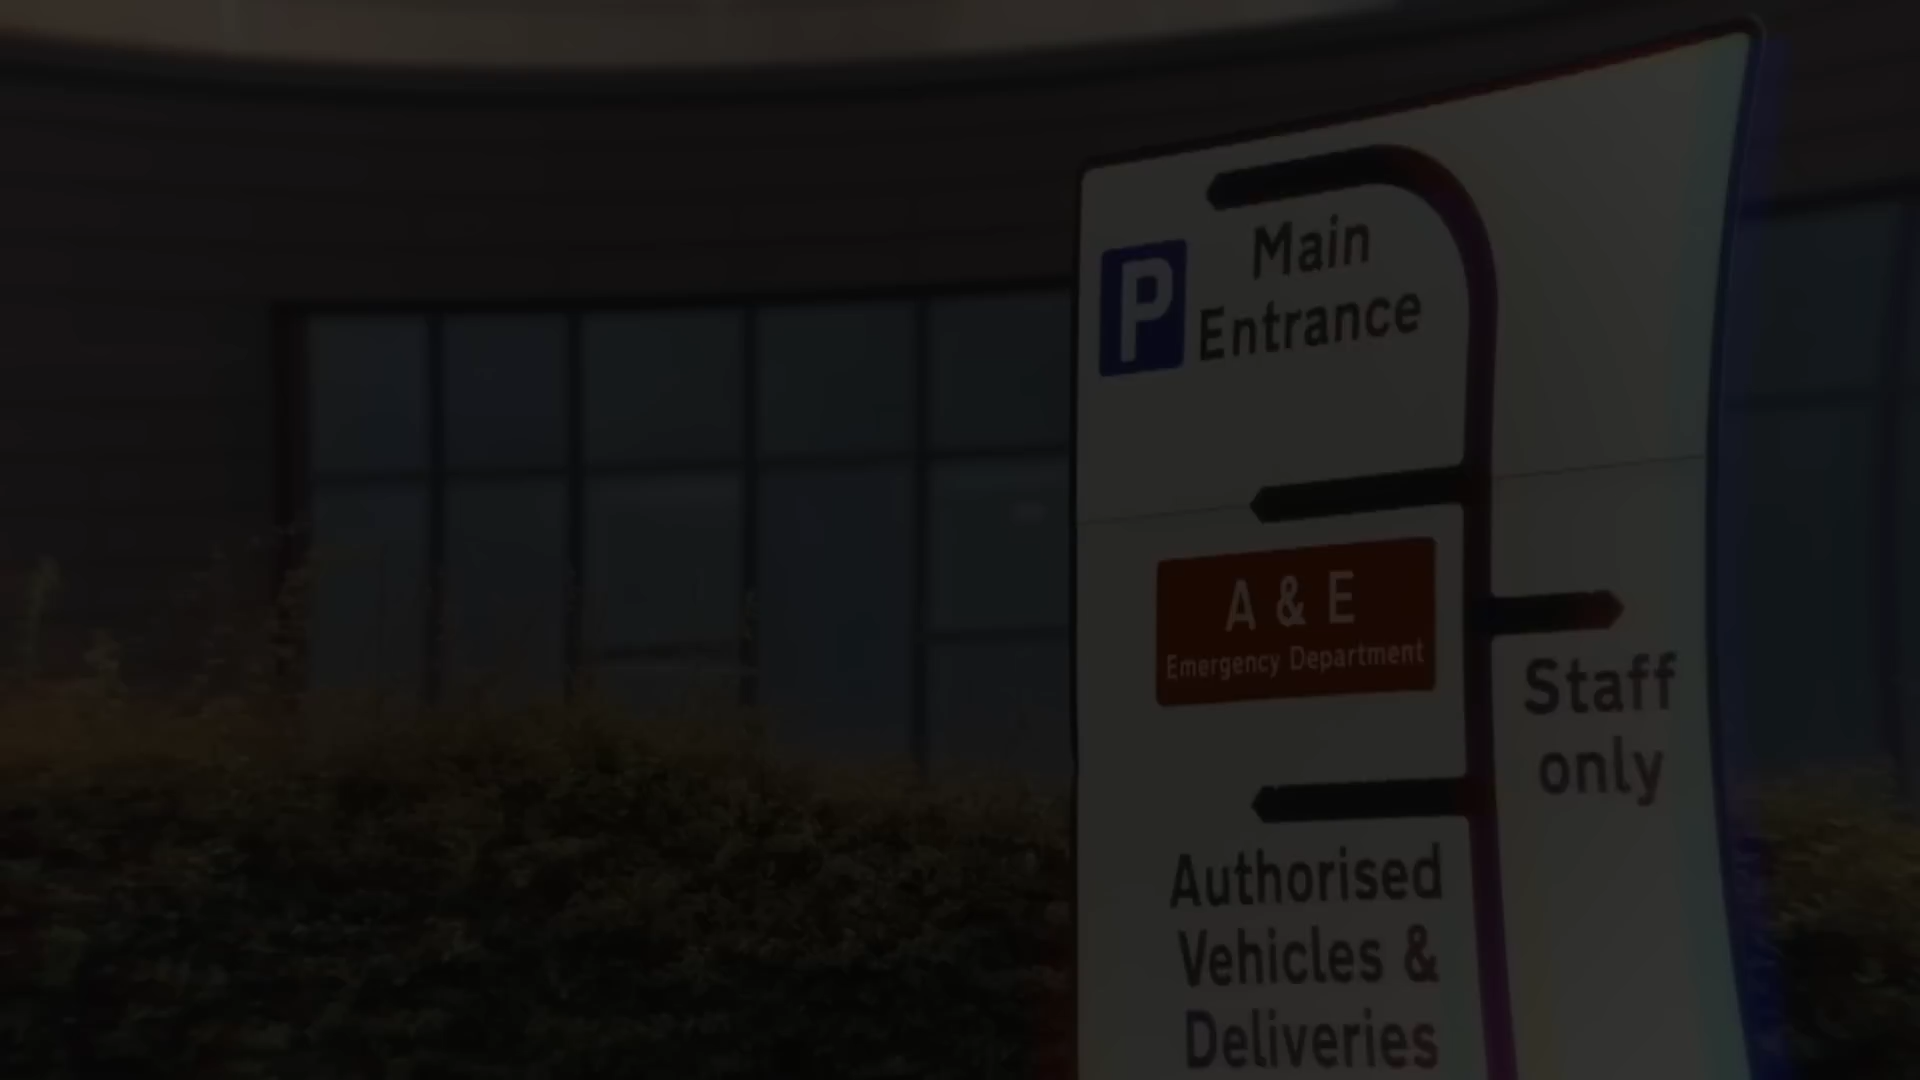 P
Main
Entrance
A & E
Emergency Department
Staff
only
Authorised
Vehicles &
Deliveries